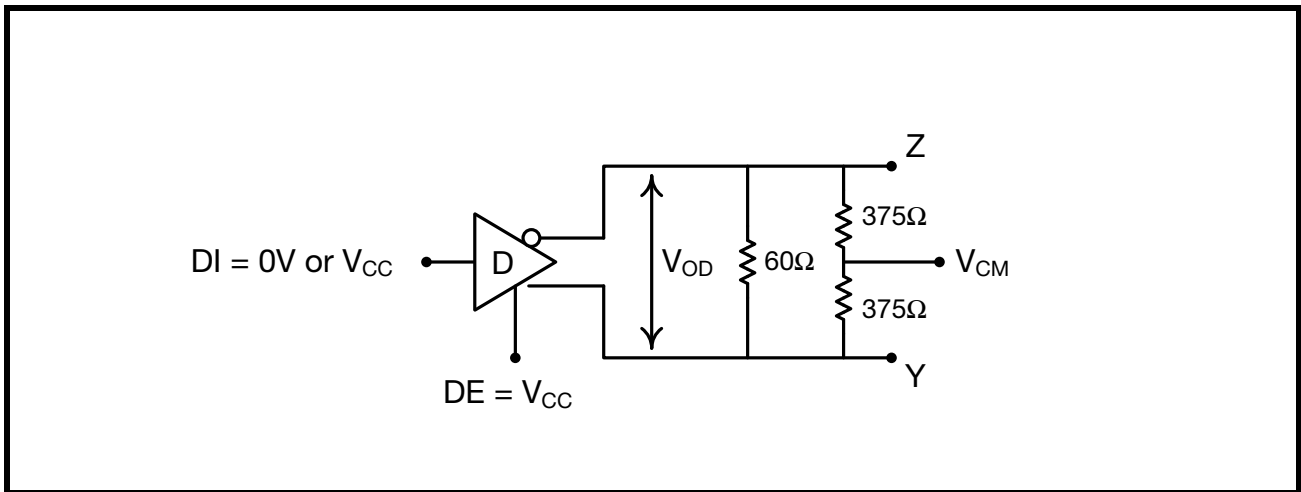 Z
375Ω
DI = 0V or VCC
D
VOD
60Ω
VCM
375Ω
Y
DE = VCC